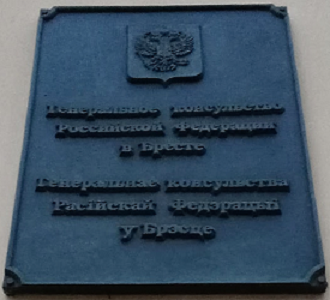 Генеральное консульство
Российской Федерации
в Бресте
Генеральнае консульства
Расійскай Федэрацыі
у Брэсце